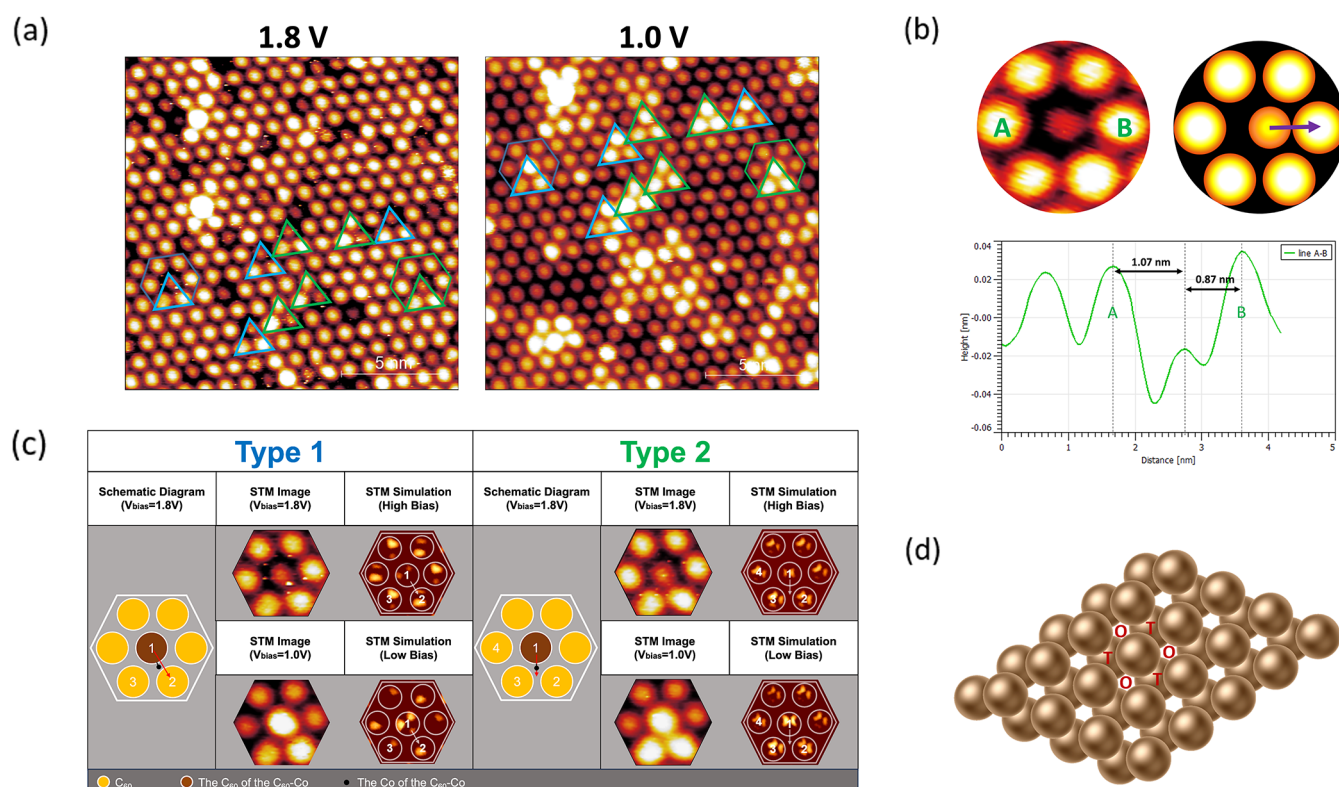 (a)
1.8 V
1.0 V
5 nm
5 nm
(b)
A
B
0.04
0.02
-0.00
-0.02
-0.04
-0.06
Height [nm]
line A-B
1.07 nm
0.87 nm
A
B
0
1
2
3
4
5
Distance [nm]
(c)
Type 1
Type 2
Schematic Diagram
(Vbias=1.8V)
STM Image
(Vbias=1.8V)
STM Simulation
(High Bias)
Schematic Diagram
(Vbias=1.8V)
STM Image
(Vbias=1.8V)
STM Simulation
(High Bias)
1
3
2
1
3 2
4 1
3 2
4 1
3 2
STM Image
(Vbias=1.0V)
STM Simulation
(Low Bias)
STM Image
(Vbias=1.0V)
STM Simulation
(Low Bias)
1
3 2
4 1
3 2
C60
The C60 of the C60-Co
The Co of the C60-Co
(d)
O T
T O
O T